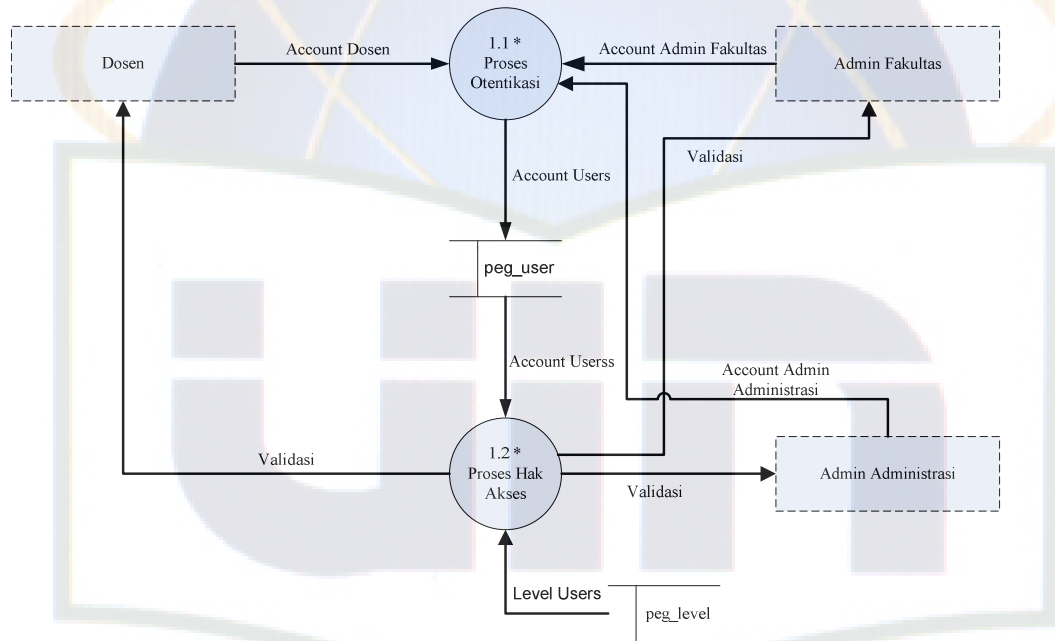 Dosen
Account Dosen
1.1 *
Proses
Otentikasi
Account Admin Fakultas
Admin Fakultas
Validasi
Account Users
peg_user
Account Userss
Account Admin
Administrasi
1.2 *
Proses Hak
Akses
Validasi
Validasi
Admin Administrasi
Level Users
peg_level
uin